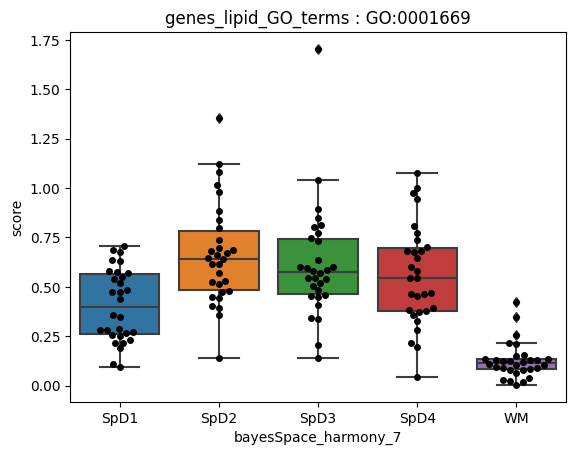 genes_lipid_GO_terms : GO:0001669
1.75
1.50
1.25
1.00
0.75
0.50
0.25
0.00
score
SpD1 SpD2 SpD3 SpD4 WM
bayesSpace_harmony_7